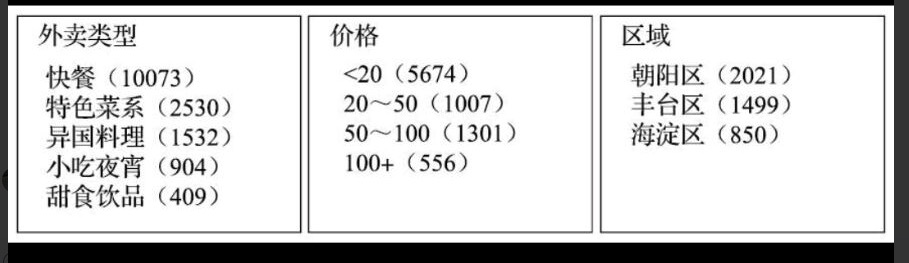 外卖类型
快餐（10073）
特色菜系（2530）
异国料理（1532）
小吃夜宵（904）
甜食饮品（409）
价格
<20（5674）
20～50（1007）
50～100（1301）
100+（556）
区域
朝阳区（2021）
丰台区（1499）
海淀区（850）